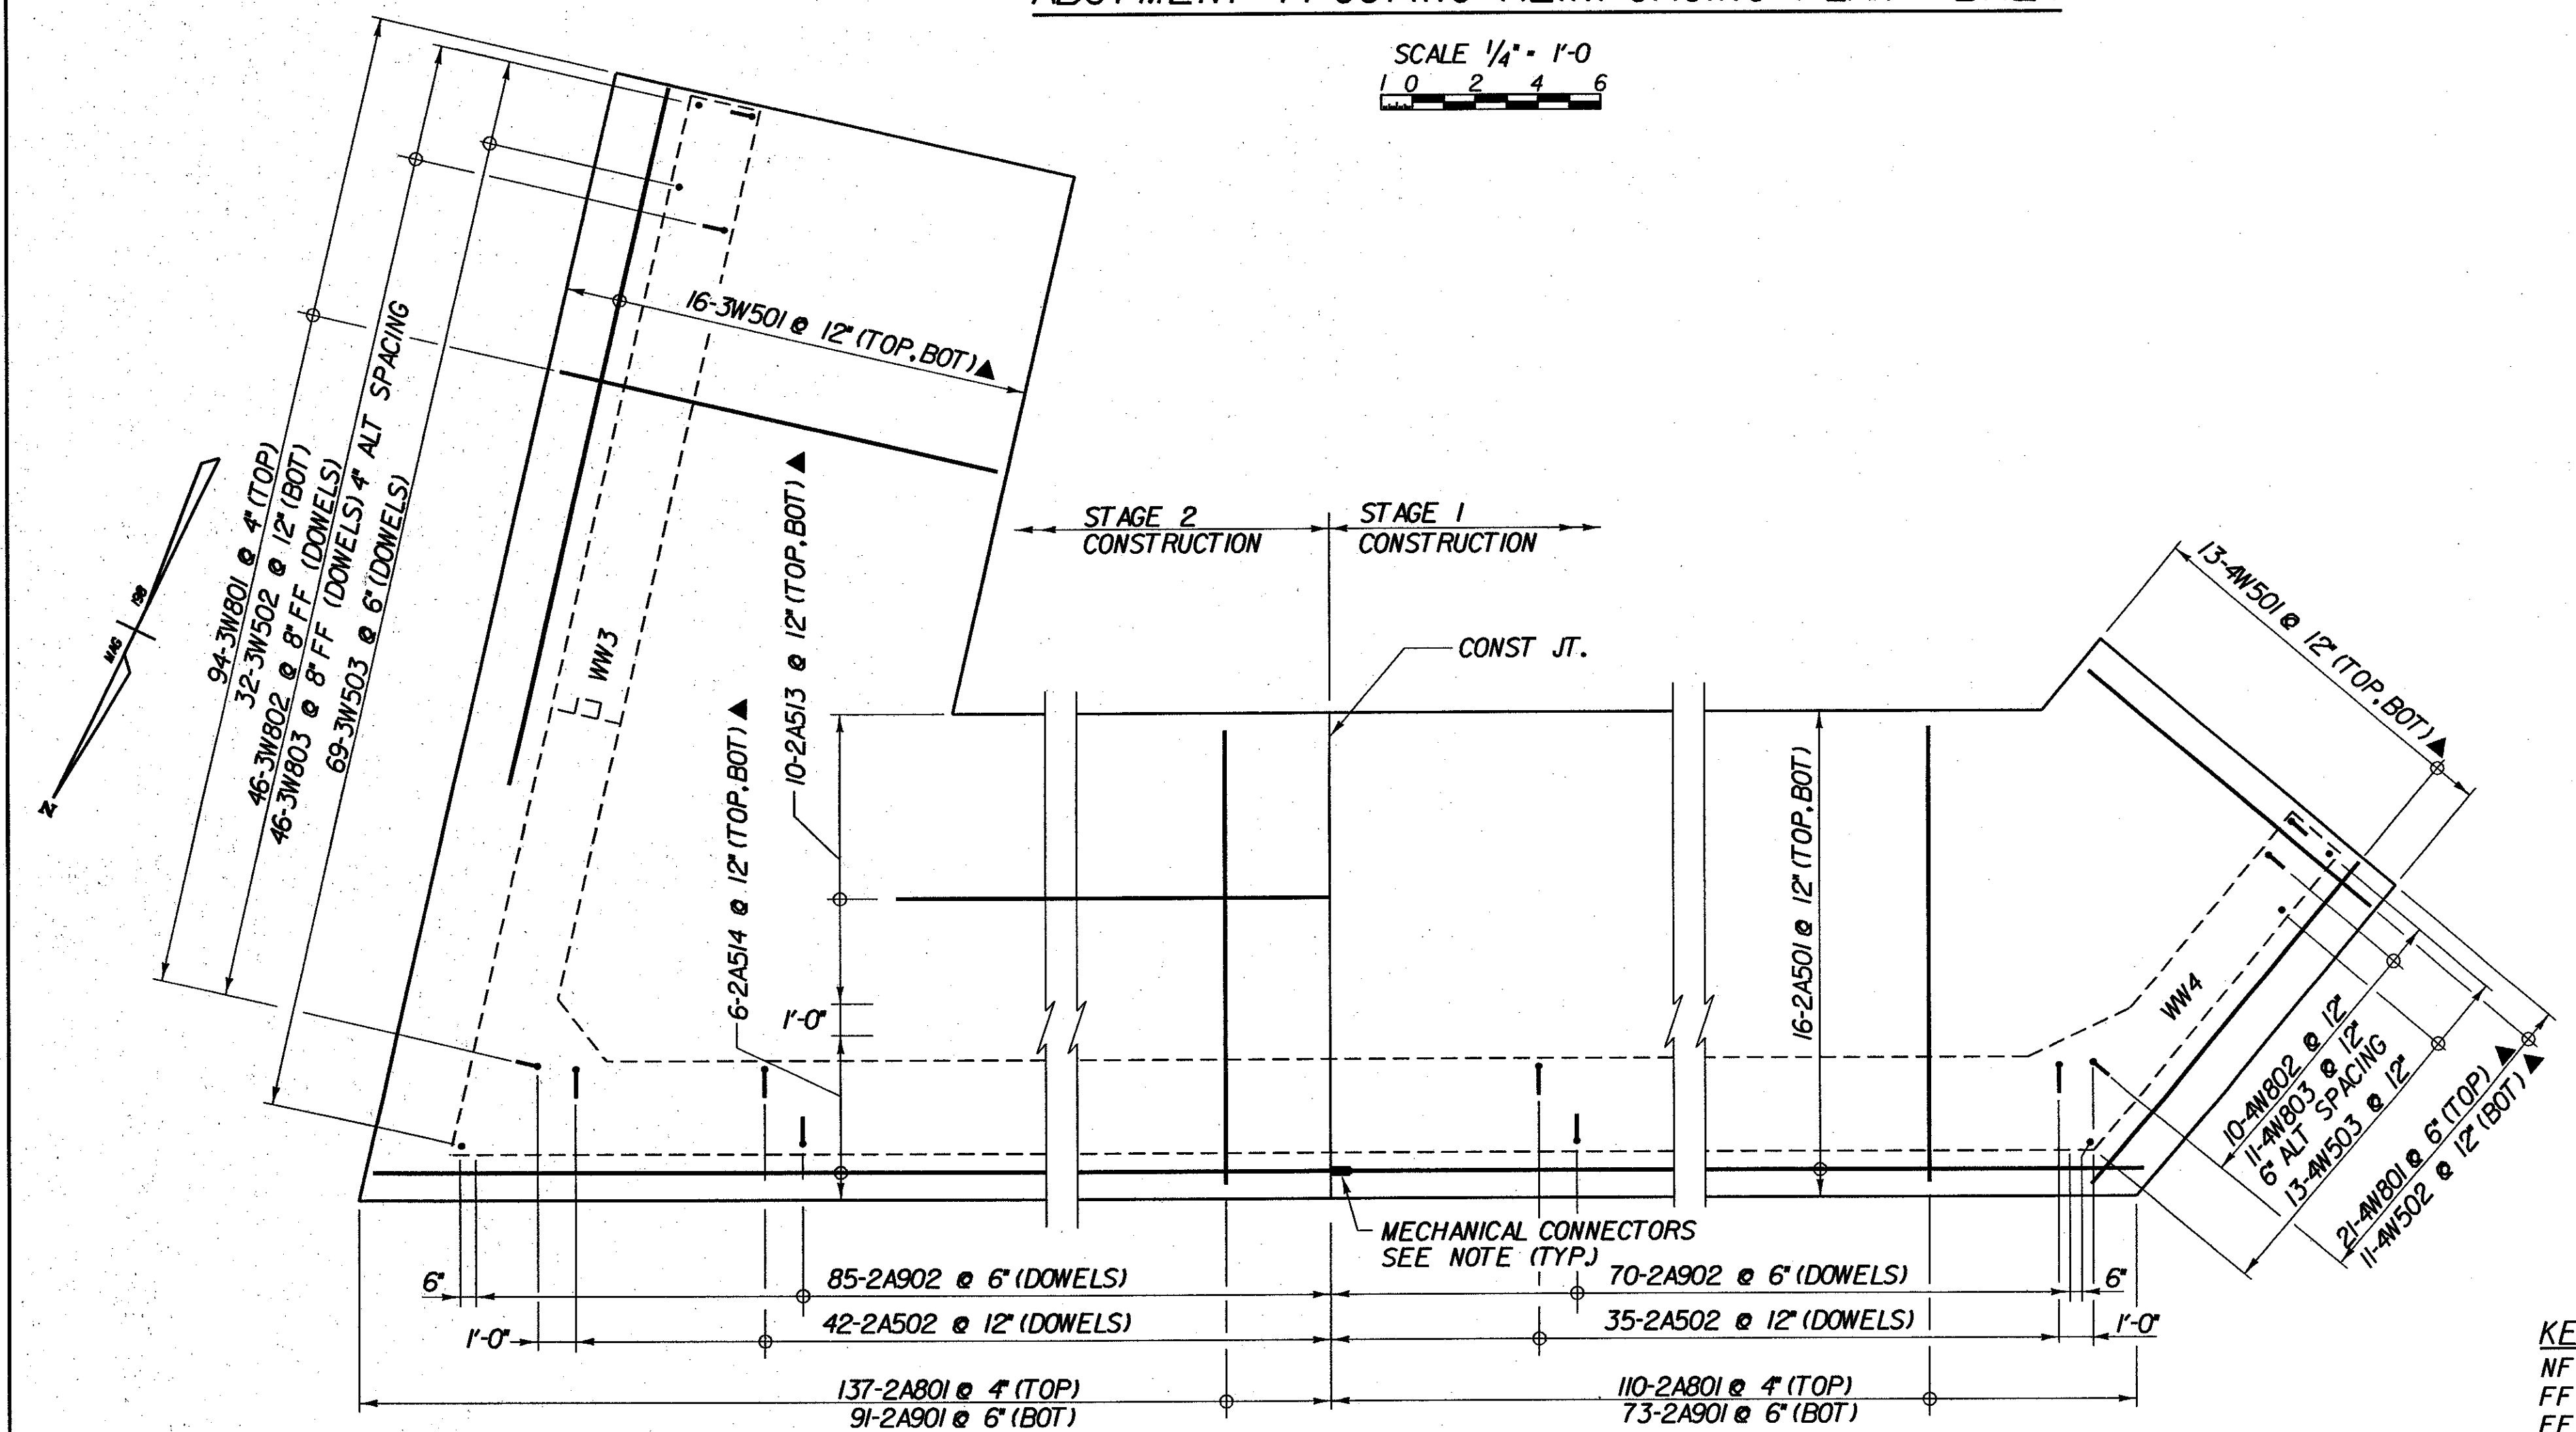 SCALE 1/4" = 1'-0
1 0 2 4 6
16-3W501 @ 12" (TOP,BOT)▲
94-3W801 @ 4" (TOP)
32-3W502 @ 12" (BOT)
46-3W802 @ 8" FF (DOWELS)
46-3W803 @ 8" FF (DOWELS) 4" ALT SPACING
69-3W503 @ 6" (DOWELS)
MAG 198
N
WW3
10-2A513 @ 12" (TOP,BOT)▲
6-2A514 @ 12" (TOP,BOT)▲
1'-0"
STAGE 2
CONSTRUCTION
STAGE 1
CONSTRUCTION
CONST JT.
16-2A501 @ 12" (TOP,BOT)
13-4W501 @ 12" (TOP,BOT)▲
WW4
10-4W802 @ 12"
11-4W803 @ 12"
6" ALT SPACING
13-4W503 @ 12"
21-4W801 @ 6" (TOP)▲
11-4W502 @ 12" (BOT)▲
MECHANICAL CONNECTORS
SEE NOTE (TYP.)
6" 85-2A902 @ 6" (DOWELS) 70-2A902 @ 6" (DOWELS) 6"
1'-0" 42-2A502 @ 12" (DOWELS) 35-2A502 @ 12" (DOWELS) 1'-0"
137-2A801 @ 4" (TOP) 110-2A801 @ 4" (TOP)
91-2A901 @ 6" (BOT) 73-2A901 @ 6" (BOT)
KE
NF
FF